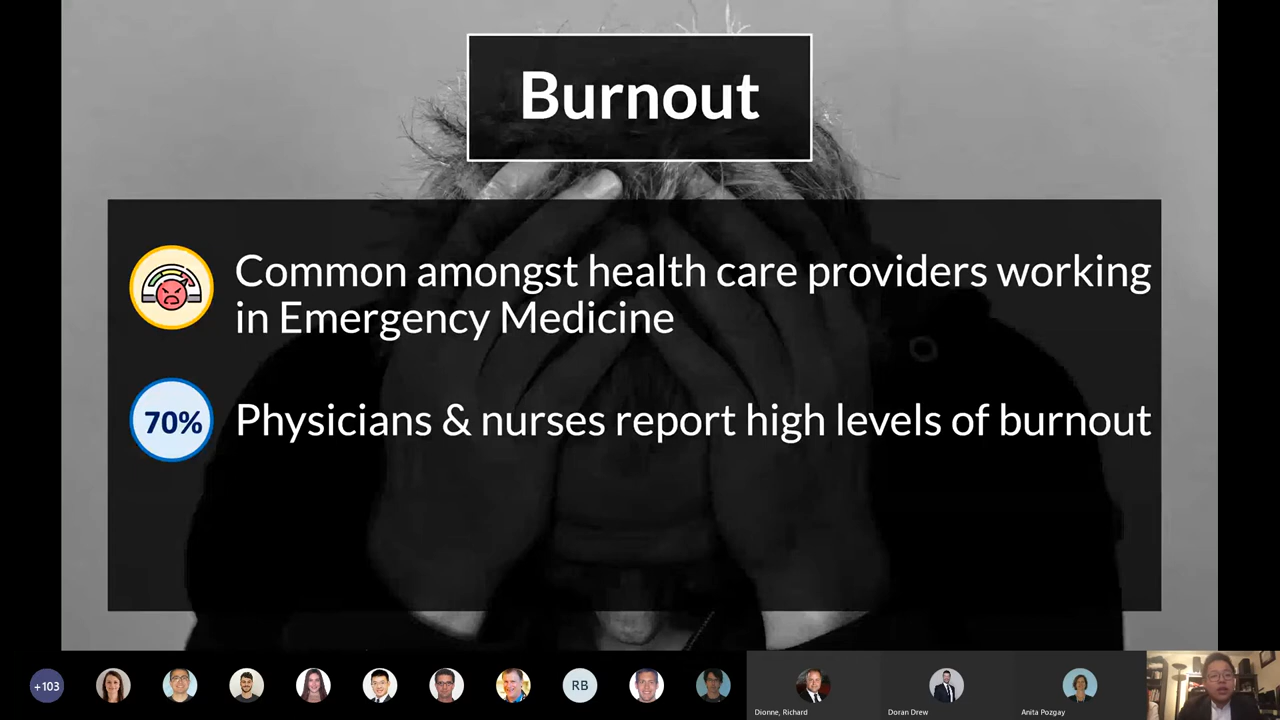 Burnout
Common amongst health care providers working
in Emergency Medicine
70%
Physicians & nurses report high levels of burnout
+103
RB
Dionne, Richard
Doran Drew
Anita Pozgay